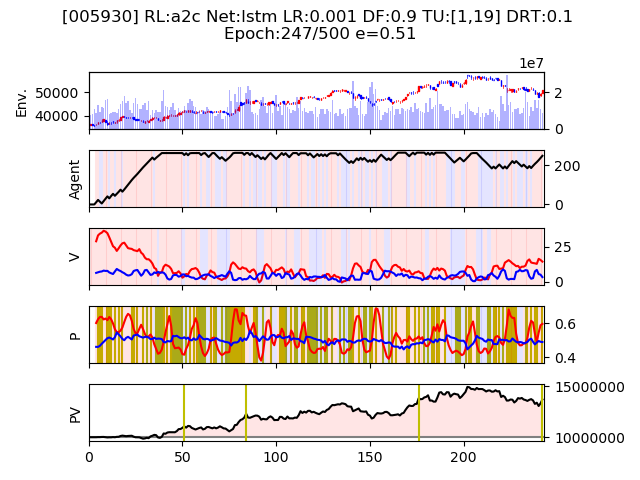 [005930] RL:a2c Net:lstm LR:0.001 DF:0.9 TU:[1,19] DRT:0.1
Epoch:247/500 e=0.51
1e7
Env.
50000
40000
2
0
Agent
200
0
V
25
0
P
0.6
0.4
PV
15000000
10000000
0 50 100 150 200